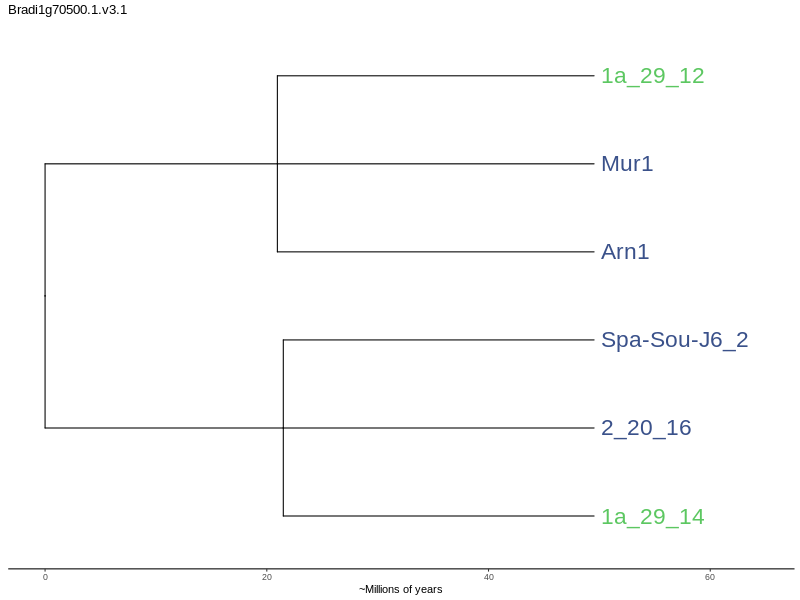 Bradi1g70500.1.v3.1
1a_29_12
Mur1
Arn1
Spa-Sou-J6_2
2_20_16
1a_29_14
0 20 40 60
~Millions of years